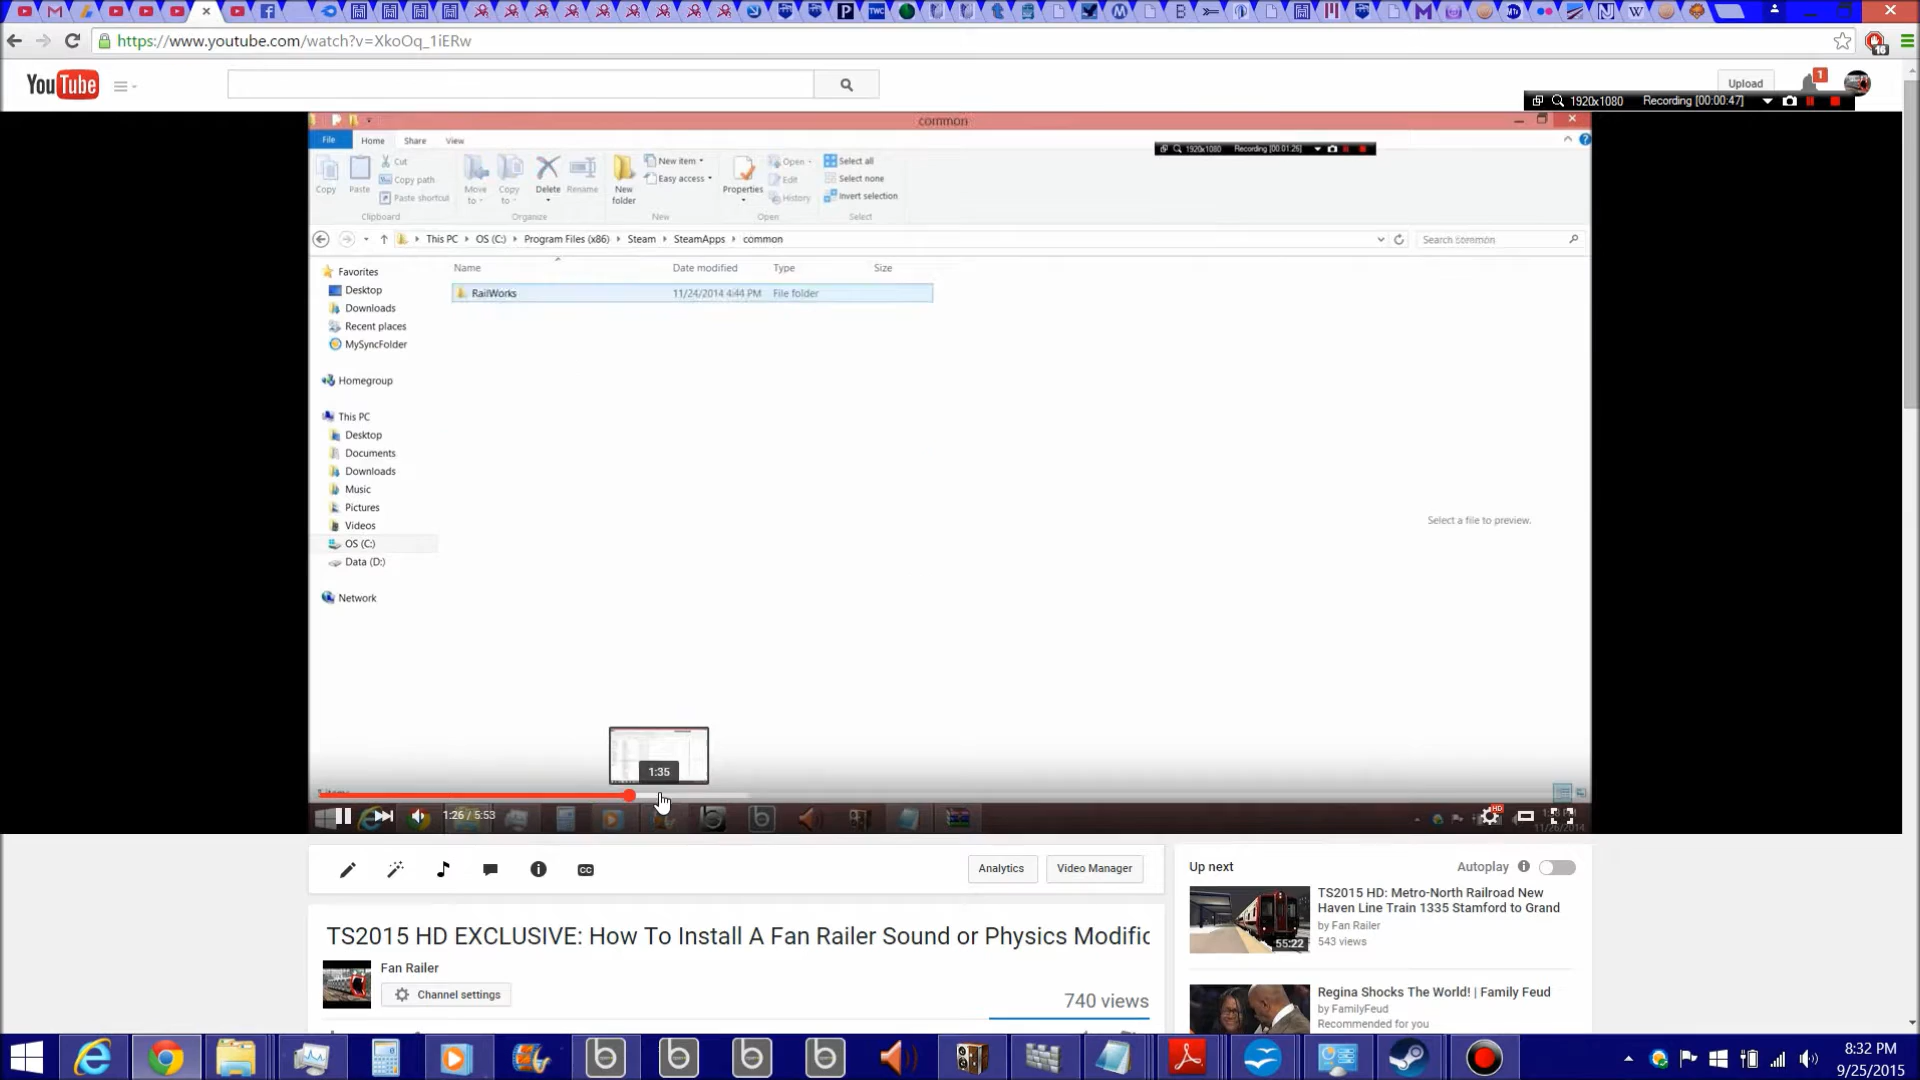 https://www.youtube.com/watch?v=XkoOq_1iERw
YouTube
Upload
1
16
1920x1080 Recording [00:00:47]
common
File Home Share View
1920x1080 Recording [00:01:26]
Copy
Paste
Cut
Copy path
Paste shortcut
Clipboard
Move to
Copy to
Delete
Rename
Organize
New folder
New item
Easy access
New
Properties
Open
Edit
History
Open
Select all
Select none
Invert selection
Select
This PC OS (C:) Program Files (x86) Steam SteamApps common
Search common
Name Date modified Type Size
RailWorks 11/24/2014 4:44 PM File folder
Favorites
Desktop
Downloads
Recent places
MySyncFolder
Homegroup
This PC
Desktop
Documents
Downloads
Music
Pictures
Videos
OS (C:)
Data (D:)
Network
Select a file to preview.
1:35
1:26 / 5:53
HD
Analytics
Video Manager
TS2015 HD EXCLUSIVE: How To Install A Fan Railer Sound or Physics Modific
Fan Railer
Channel settings
740 views
Up next
Autoplay
TS2015 HD: Metro-North Railroad New
Haven Line Train 1335 Stamford to Grand
by Fan Railer
543 views
55:22
Regina Shocks The World! | Family Feud
by FamilyFeud
Recommended for you
8:32 PM
9/25/2015